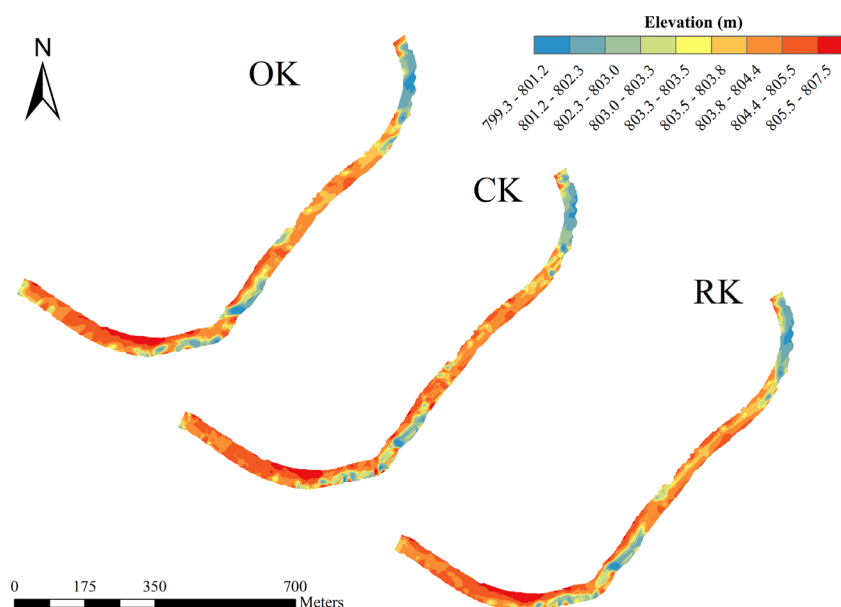 Elevation (m)
N
OK
799.3 - 801.2
801.2 - 802.3
802.3 - 803.0
803.0 - 803.3
803.3 - 803.5
803.5 - 803.8
803.8 - 804.4
804.4 - 805.5
805.5 - 807.5
CK
RK
0 175 350 700
Meters